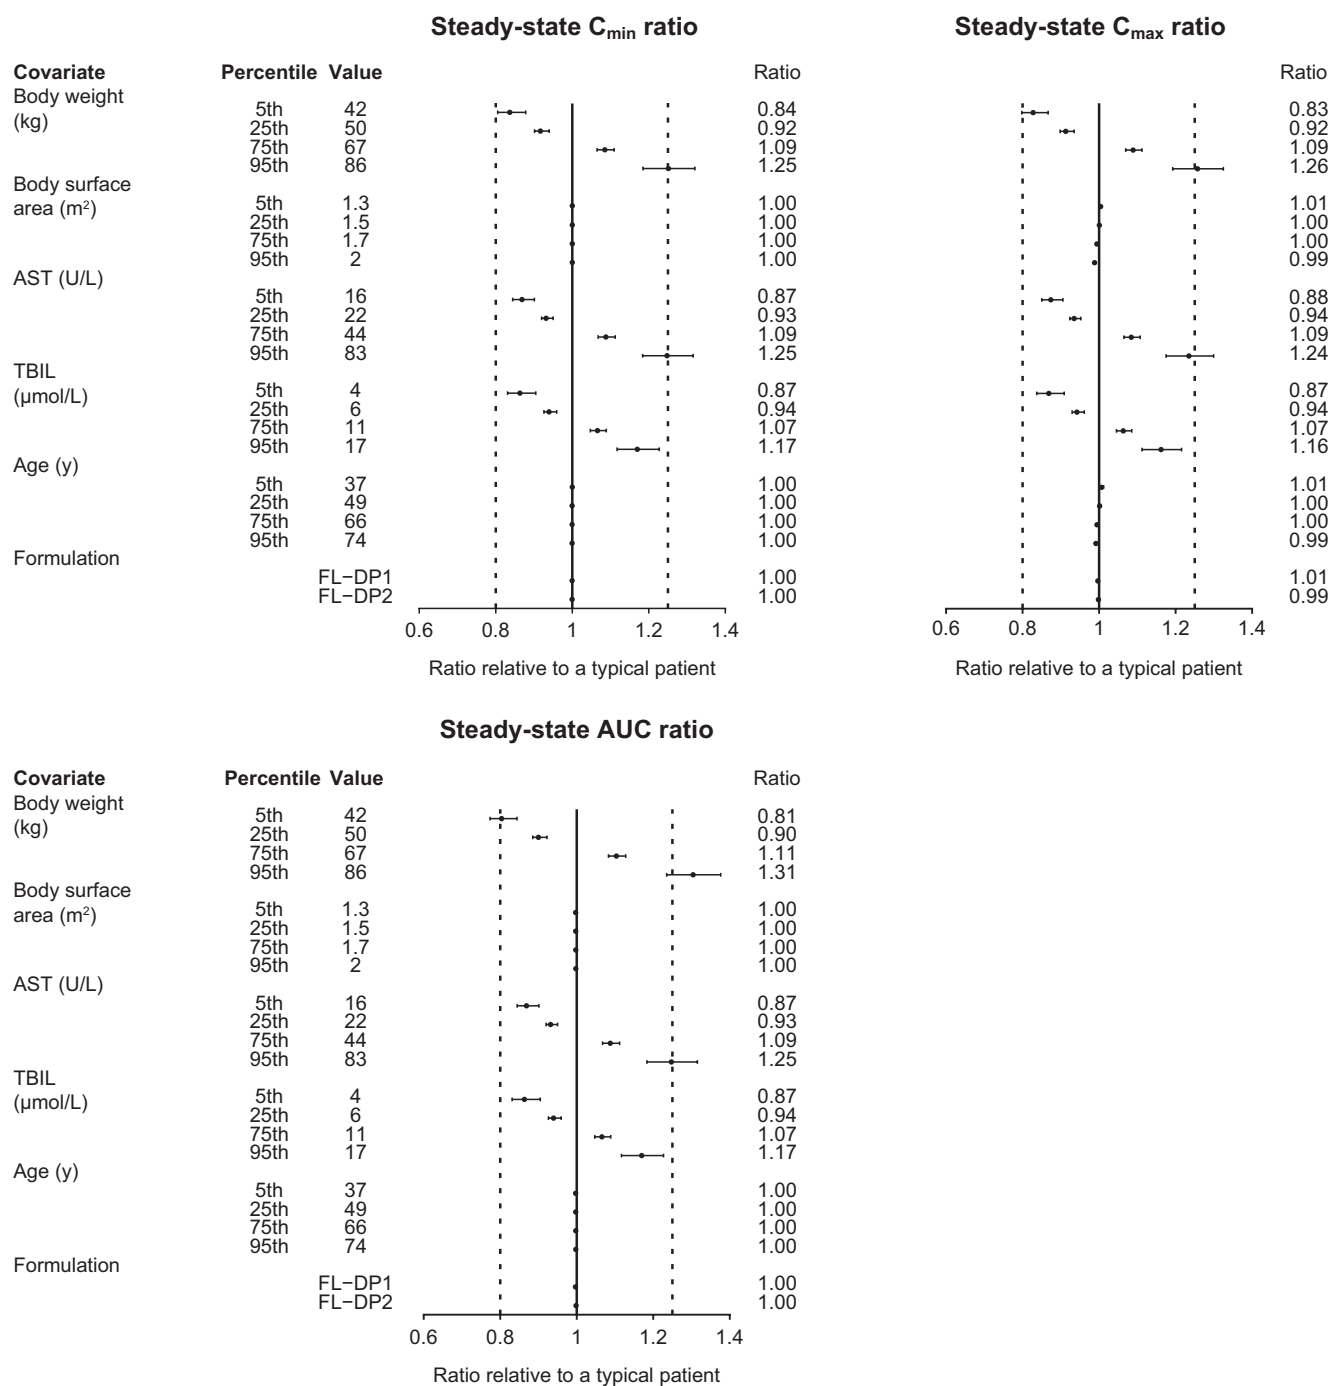 Steady-state Cmin ratio
Covariate Percentile Value Ratio
Body weight
(kg)
5th 42 0.84
25th 50 0.92
75th 67 1.09
95th 86 1.25
Body surface
area (m²)
5th 1.3 1.00
25th 1.5 1.00
75th 1.7 1.00
95th 2 1.00
AST (U/L)
5th 16 0.87
25th 22 0.93
75th 44 1.09
95th 83 1.25
TBIL
(µmol/L)
5th 4 0.87
25th 6 0.94
75th 11 1.07
95th 17 1.17
Age (y)
5th 37 1.00
25th 49 1.00
75th 66 1.00
95th 74 1.00
Formulation
FL−DP1 1.00
FL−DP2 1.00
0.6 0.8 1 1.2 1.4
Ratio relative to a typical patient
Steady-state Cmax ratio
Ratio
0.83
0.92
1.09
1.26
1.01
1.00
1.00
0.99
0.88
0.94
1.09
1.24
0.87
0.94
1.07
1.16
1.01
1.00
1.00
0.99
1.01
0.99
0.6 0.8 1 1.2 1.4
Ratio relative to a typical patient
Steady-state AUC ratio
Covariate Percentile Value Ratio
Body weight
(kg)
5th 42 0.81
25th 50 0.90
75th 67 1.11
95th 86 1.31
Body surface
area (m²)
5th 1.3 1.00
25th 1.5 1.00
75th 1.7 1.00
95th 2 1.00
AST (U/L)
5th 16 0.87
25th 22 0.93
75th 44 1.09
95th 83 1.25
TBIL
(µmol/L)
5th 4 0.87
25th 6 0.94
75th 11 1.07
95th 17 1.17
Age (y)
5th 37 1.00
25th 49 1.00
75th 66 1.00
95th 74 1.00
Formulation
FL−DP1 1.00
FL−DP2 1.00
0.6 0.8 1 1.2 1.4
Ratio relative to a typical patient